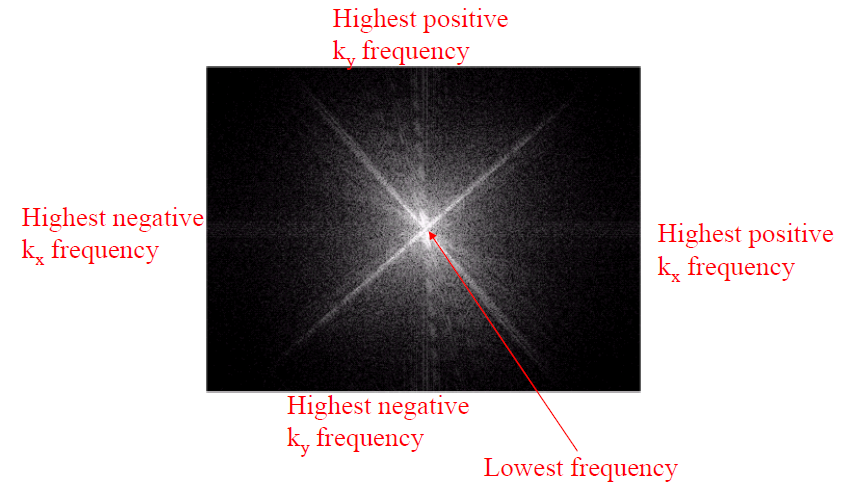 Highest positive
ky frequency
Highest negative
kx frequency
Highest positive
kx frequency
Highest negative
ky frequency
Lowest frequency